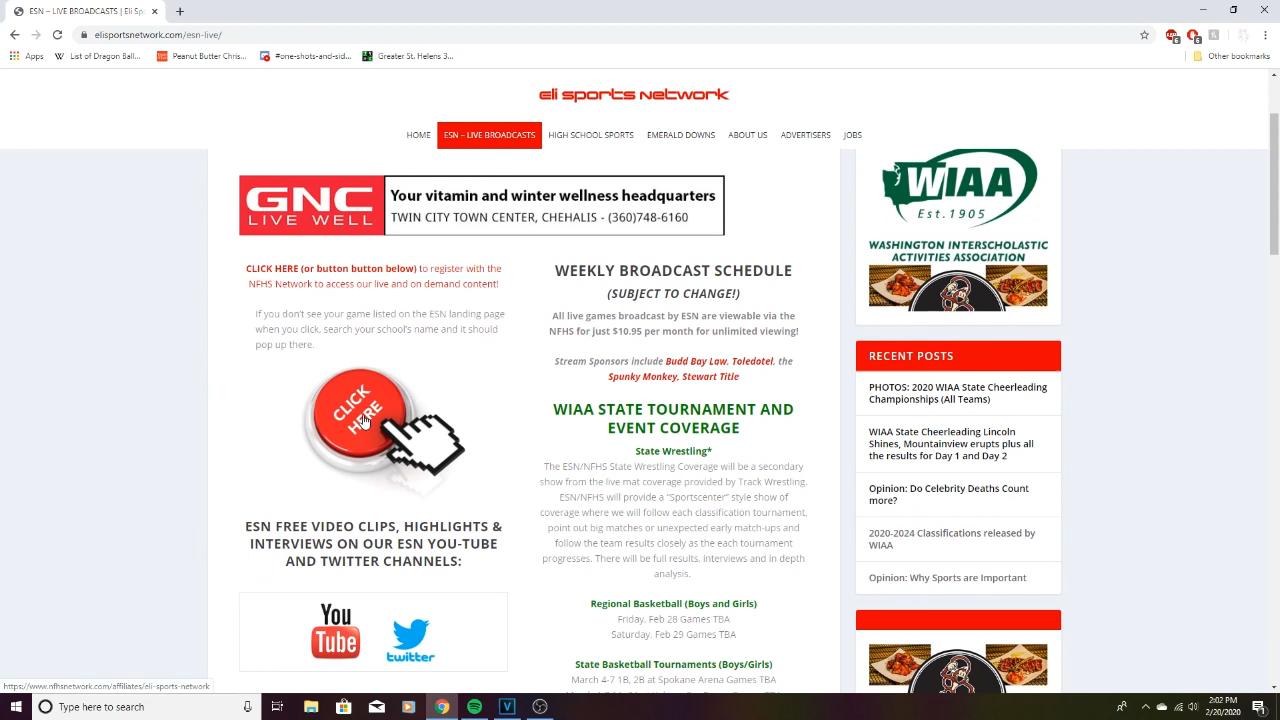 ESN – LIVE BROADCASTS | Spo
elisportsnetwork.com/esn-live/
Apps
List of Dragon Ball...
Peanut Butter Chris...
#one-shots-and-sid...
Greater St. Helens 3...
Other bookmarks
eli sports network
HOME
ESN – LIVE BROADCASTS
HIGH SCHOOL SPORTS
EMERALD DOWNS
ABOUT US
ADVERTISERS
JOBS
GNC
LIVE WELL
Your vitamin and winter wellness headquarters
TWIN CITY TOWN CENTER, CHEHALIS - (360)748-6160
CLICK HERE (or button button below) to register with the
NFHS Network to access our live and on demand content!
If you don't see your game listed on the ESN landing page
when you click, search your school's name and it should
pop up there.
CLICK
HERE
ESN FREE VIDEO CLIPS, HIGHLIGHTS &
INTERVIEWS ON OUR ESN YOU-TUBE
AND TWITTER CHANNELS:
You
Tube
twitter
WEEKLY BROADCAST SCHEDULE
(SUBJECT TO CHANGE!)
All live games broadcast by ESN are viewable via the
NFHS for just $10.95 per month for unlimited viewing!
Stream Sponsors include Budd Bay Law, Toledotel, the
Spunky Monkey, Stewart Title
WIAA STATE TOURNAMENT AND
EVENT COVERAGE
State Wrestling*
The ESN/NFHS State Wrestling Coverage will be a secondary
show from the live mat coverage provided by Track Wrestling.
ESN/NFHS will provide a "Sportscenter" style show of
coverage where we will follow each classification tournament,
point out big matches or unexpected early match-ups and
follow the team results closely as the each tournament
progresses. There will be full results, interviews and in depth
analysis.
Regional Basketball (Boys and Girls)
Friday, Feb 28 Games TBA
Saturday, Feb 29 Games TBA
State Basketball Tournaments (Boys/Girls)
March 4-7 1B, 2B at Spokane Arena Games TBA
WIAA
Est. 1905
WASHINGTON INTERSCHOLASTIC
ACTIVITIES ASSOCIATION
RECENT POSTS
PHOTOS: 2020 WIAA State Cheerleading
Championships (All Teams)
WIAA State Cheerleading Lincoln
Shines, Mountainview erupts plus all
the results for Day 1 and Day 2
Opinion: Do Celebrity Deaths Count
more?
2020-2024 Classifications released by
WIAA
Opinion: Why Sports are Important
https://www.nfhsnetwork.com/affiliates/eli-sports-network
Type here to search
2:02 PM
2/20/2020